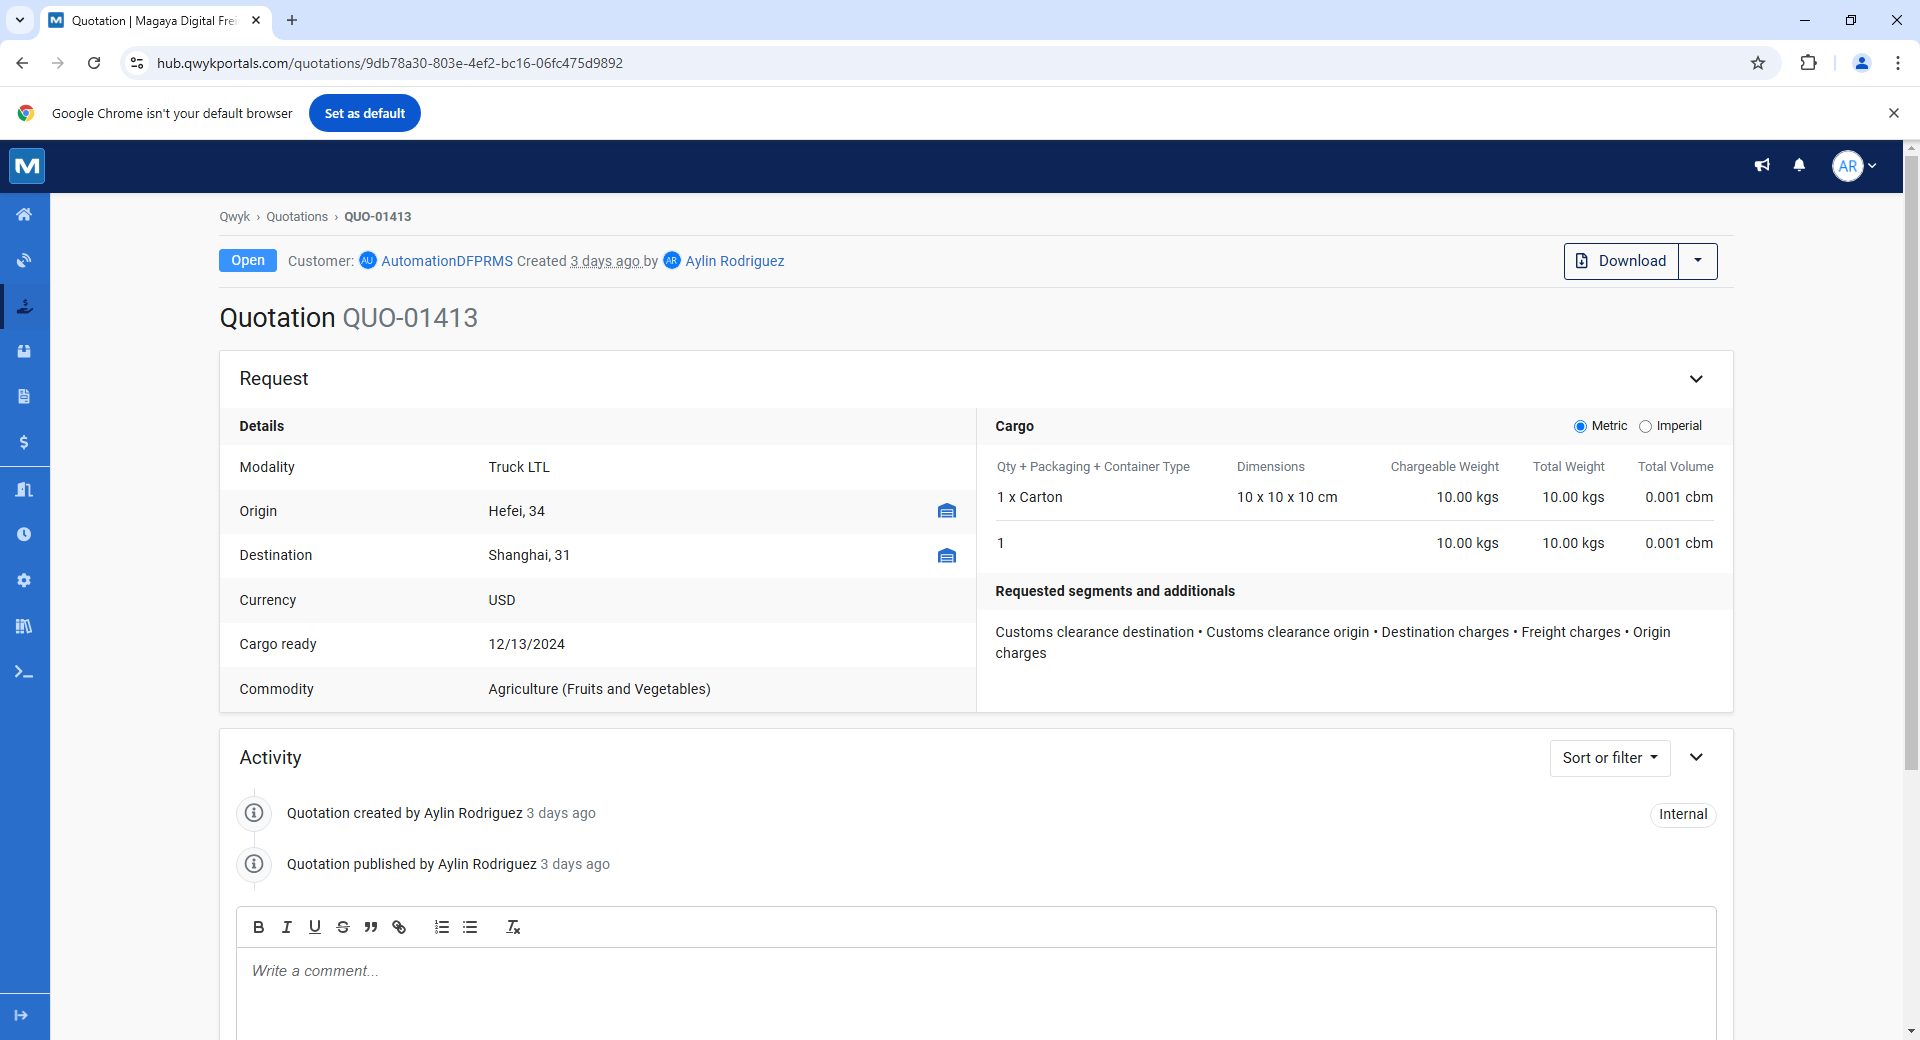 Quotation | Magaya Digital Frei
hub.qwykportals.com/quotations/9db78a30-803e-4ef2-bc16-06fc475d9892
Google Chrome isn't your default browser
Set as default
M
AR
Qwyk › Quotations › QUO-01413
Open Customer: AU AutomationDFPRMS Created 3 days ago by AR Aylin Rodriguez
Download
Quotation QUO-01413
Request
Details
Modality Truck LTL
Origin Hefei, 34
Destination Shanghai, 31
Currency USD
Cargo ready 12/13/2024
Commodity Agriculture (Fruits and Vegetables)
Cargo Metric Imperial
Qty + Packaging + Container Type Dimensions Chargeable Weight Total Weight Total Volume
1 x Carton 10 x 10 x 10 cm 10.00 kgs 10.00 kgs 0.001 cbm
1 10.00 kgs 10.00 kgs 0.001 cbm
Requested segments and additionals
Customs clearance destination • Customs clearance origin • Destination charges • Freight charges • Origin
charges
Activity
Sort or filter
Quotation created by Aylin Rodriguez 3 days ago
Internal
Quotation published by Aylin Rodriguez 3 days ago
Write a comment...